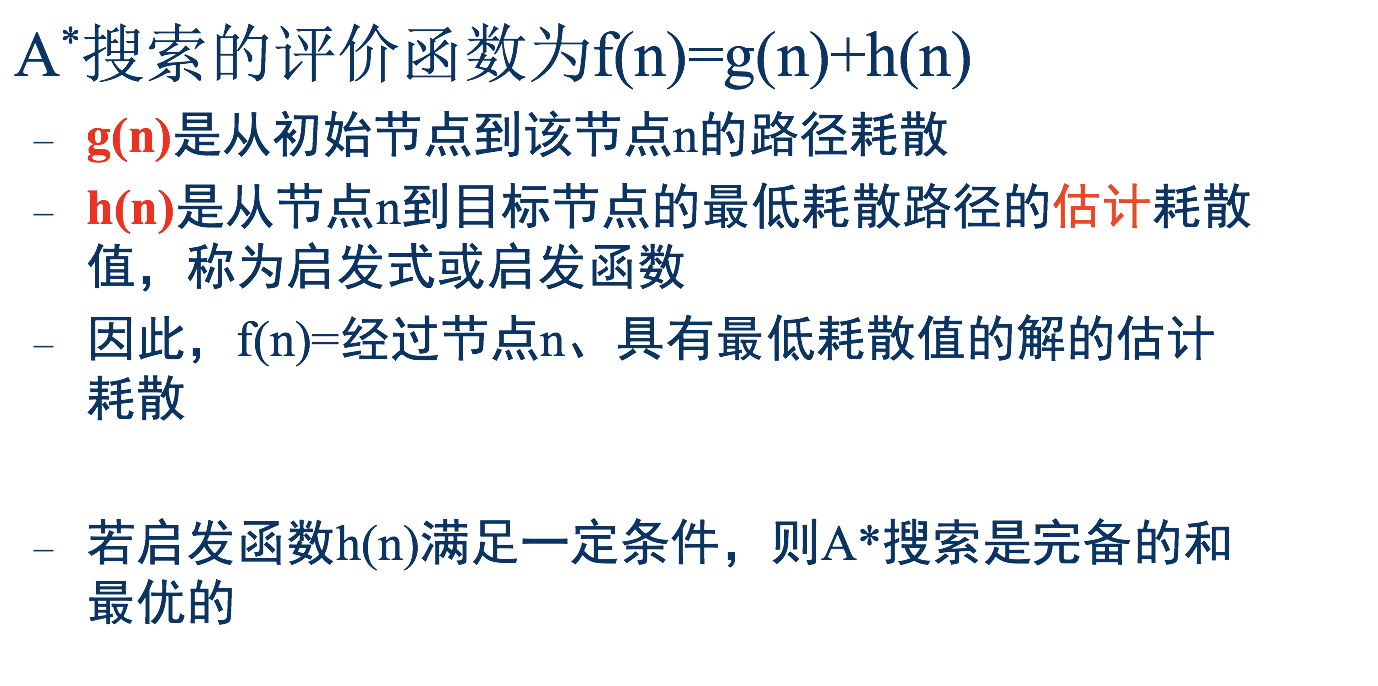 A*搜索的评价函数为f(n)=g(n)+h(n)
– g(n)是从初始节点到该节点n的路径耗散
– h(n)是从节点n到目标节点的最低耗散路径的估计耗散
值，称为启发式或启发函数
– 因此，f(n)=经过节点n、具有最低耗散值的解的估计
耗散
– 若启发函数h(n)满足一定条件，则A*搜索是完备的和
最优的